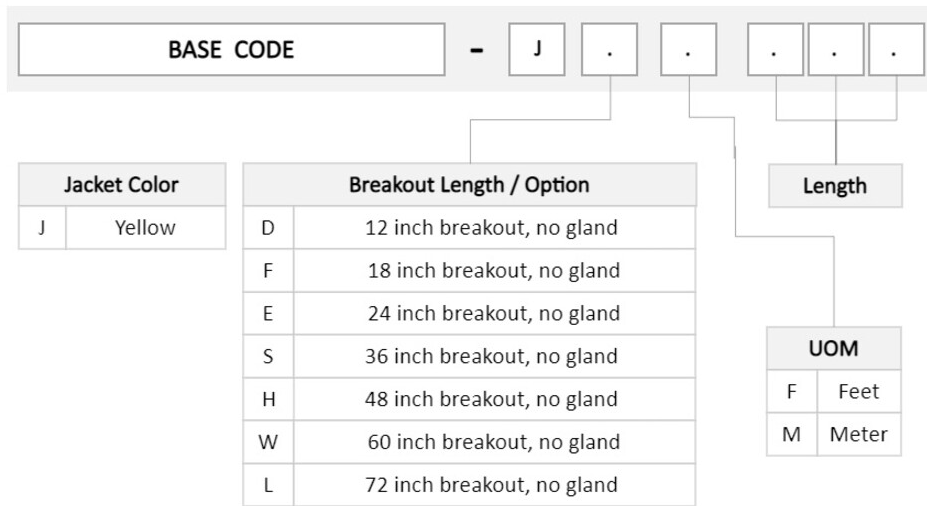 BASE CODE - J . . . . .
Jacket Color
J Yellow
Breakout Length / Option
D 12 inch breakout, no gland
F 18 inch breakout, no gland
E 24 inch breakout, no gland
S 36 inch breakout, no gland
H 48 inch breakout, no gland
W 60 inch breakout, no gland
L 72 inch breakout, no gland
Length
UOM
F Feet
M Meter